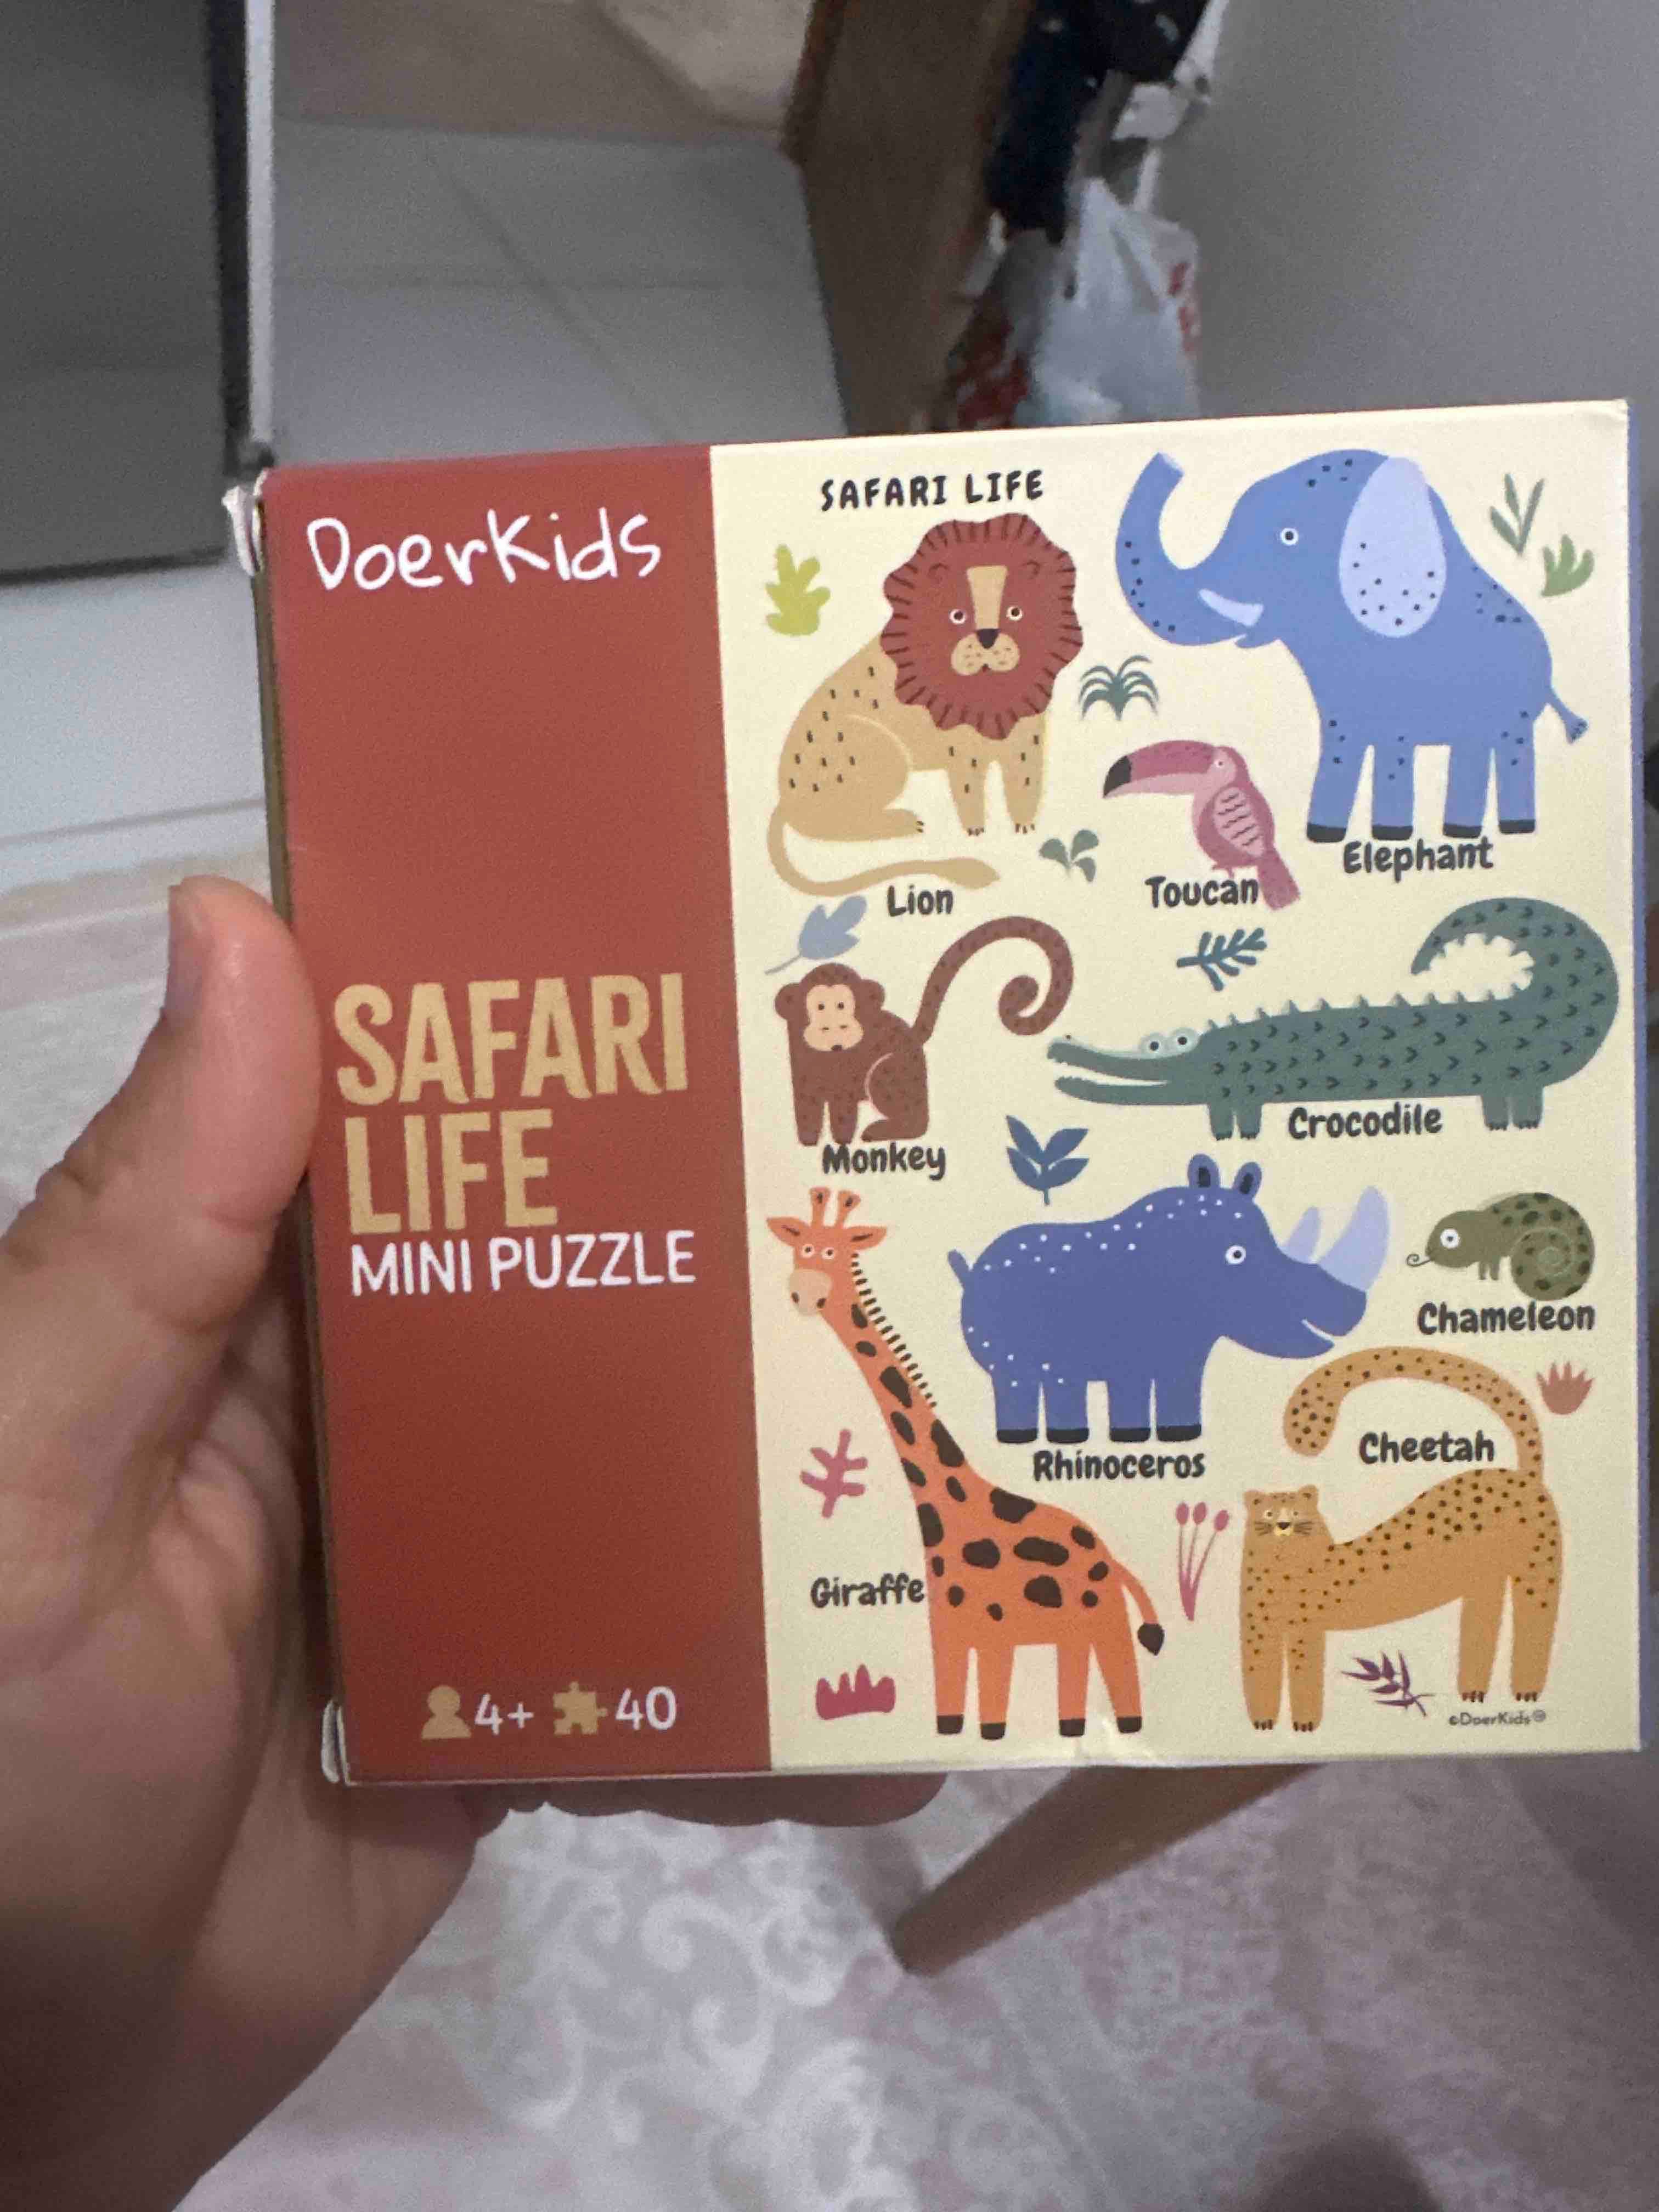 DoerKids
SAFARI
LIFE
MINI PUZZLE
4+ 40
SAFARI LIFE
Lion
Toucan
Elephant
Monkey
Crocodile
Rhinoceros
Chameleon
Cheetah
Giraffe
©DoerKids